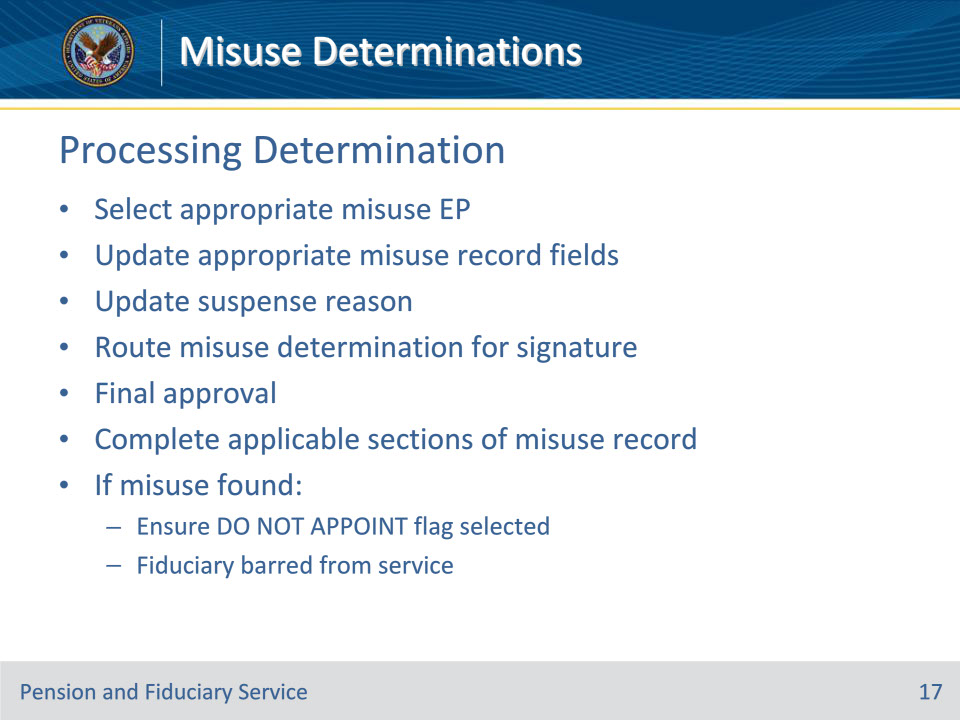 Misuse Determinations
Processing Determination
• Select appropriate misuse EP
• Update appropriate misuse record fields
• Update suspense reason
• Route misuse determination for signature
• Final approval
• Complete applicable sections of misuse record
• If misuse found:
– Ensure DO NOT APPOINT flag selected
– Fiduciary barred from service
Pension and Fiduciary Service
17